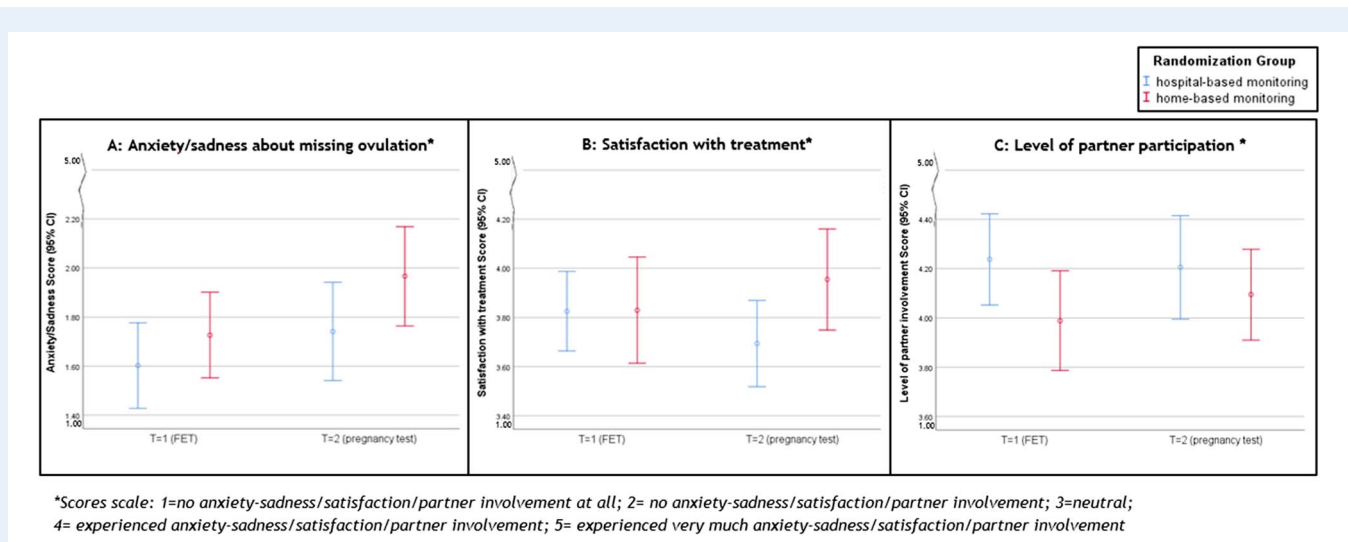 Randomization Group
hospital-based monitoring
home-based monitoring
A: Anxiety/sadness about missing ovulation*
5.00
2.20
2.00
1.80
1.60
1.40
1.00
Anxiety/Sadness Score (95% CI)
T=1 (FET)
T=2 (pregnancy test)
B: Satisfaction with treatment*
5.00
4.20
4.00
3.80
3.60
3.40
1.00
Satisfaction with treatment Score (95% CI)
T=1 (FET)
T=2 (pregnancy test)
C: Level of partner participation *
5.00
4.40
4.20
4.00
3.80
3.60
1.00
Level of partner involvement Score (95% CI)
T=1 (FET)
T=2 (pregnancy test)
*Scores scale: 1=no anxiety-sadness/satisfaction/partner involvement at all; 2= no anxiety-sadness/satisfaction/partner involvement; 3=neutral;
4= experienced anxiety-sadness/satisfaction/partner involvement; 5= experienced very much anxiety-sadness/satisfaction/partner involvement